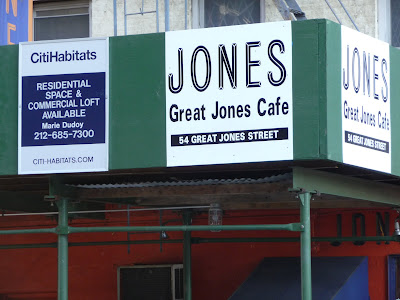 CitiHabitats
RESIDENTIAL
SPACE &
COMMERCIAL LOFT
AVAILABLE
Marie Dudoy
212-685-7300
CITI-HABITATS.COM
JONES
Great Jones Cafe
54 GREAT JONES STREET
JONES
Great Jones Cafe
54 GREAT JONES STREET
JON